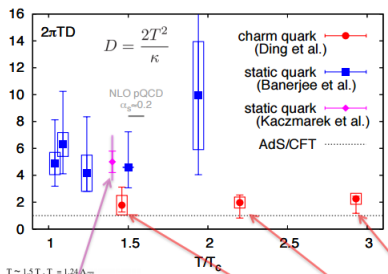 2πTD
D = 2T²/κ
charm quark
(Ding et al.)
static quark
(Banerjee et al.)
static quark
(Kaczmarek et al.)
AdS/CFT
NLO pQCD
αs≈0.2
16
14
12
10
8
6
4
2
0
1
1.5
2
2.5
3
T/Tc